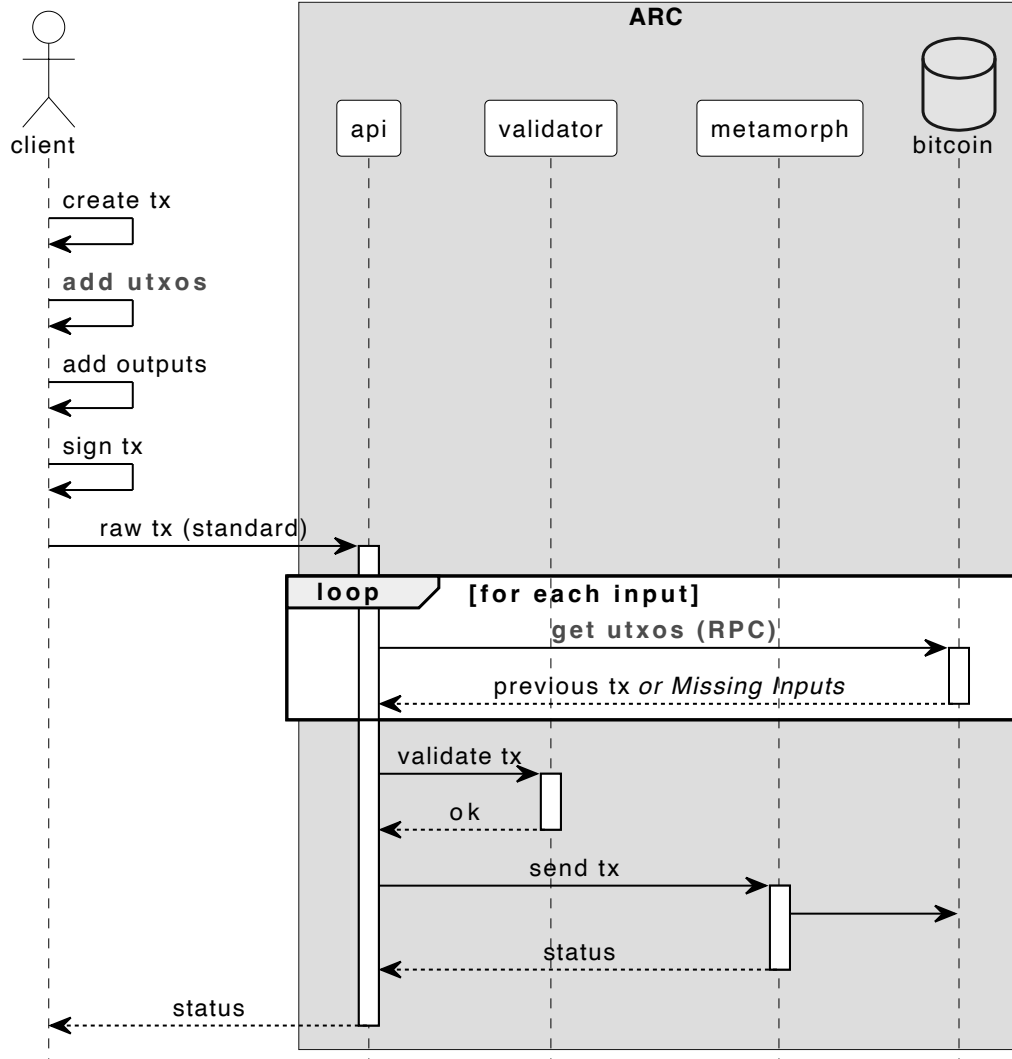 ARC
client
api
validator
metamorph
bitcoin
create tx
add utxos
add outputs
sign tx
raw tx (standard)
loop [for each input]
get utxos (RPC)
previous tx or Missing Inputs
validate tx
ok
send tx
status
status